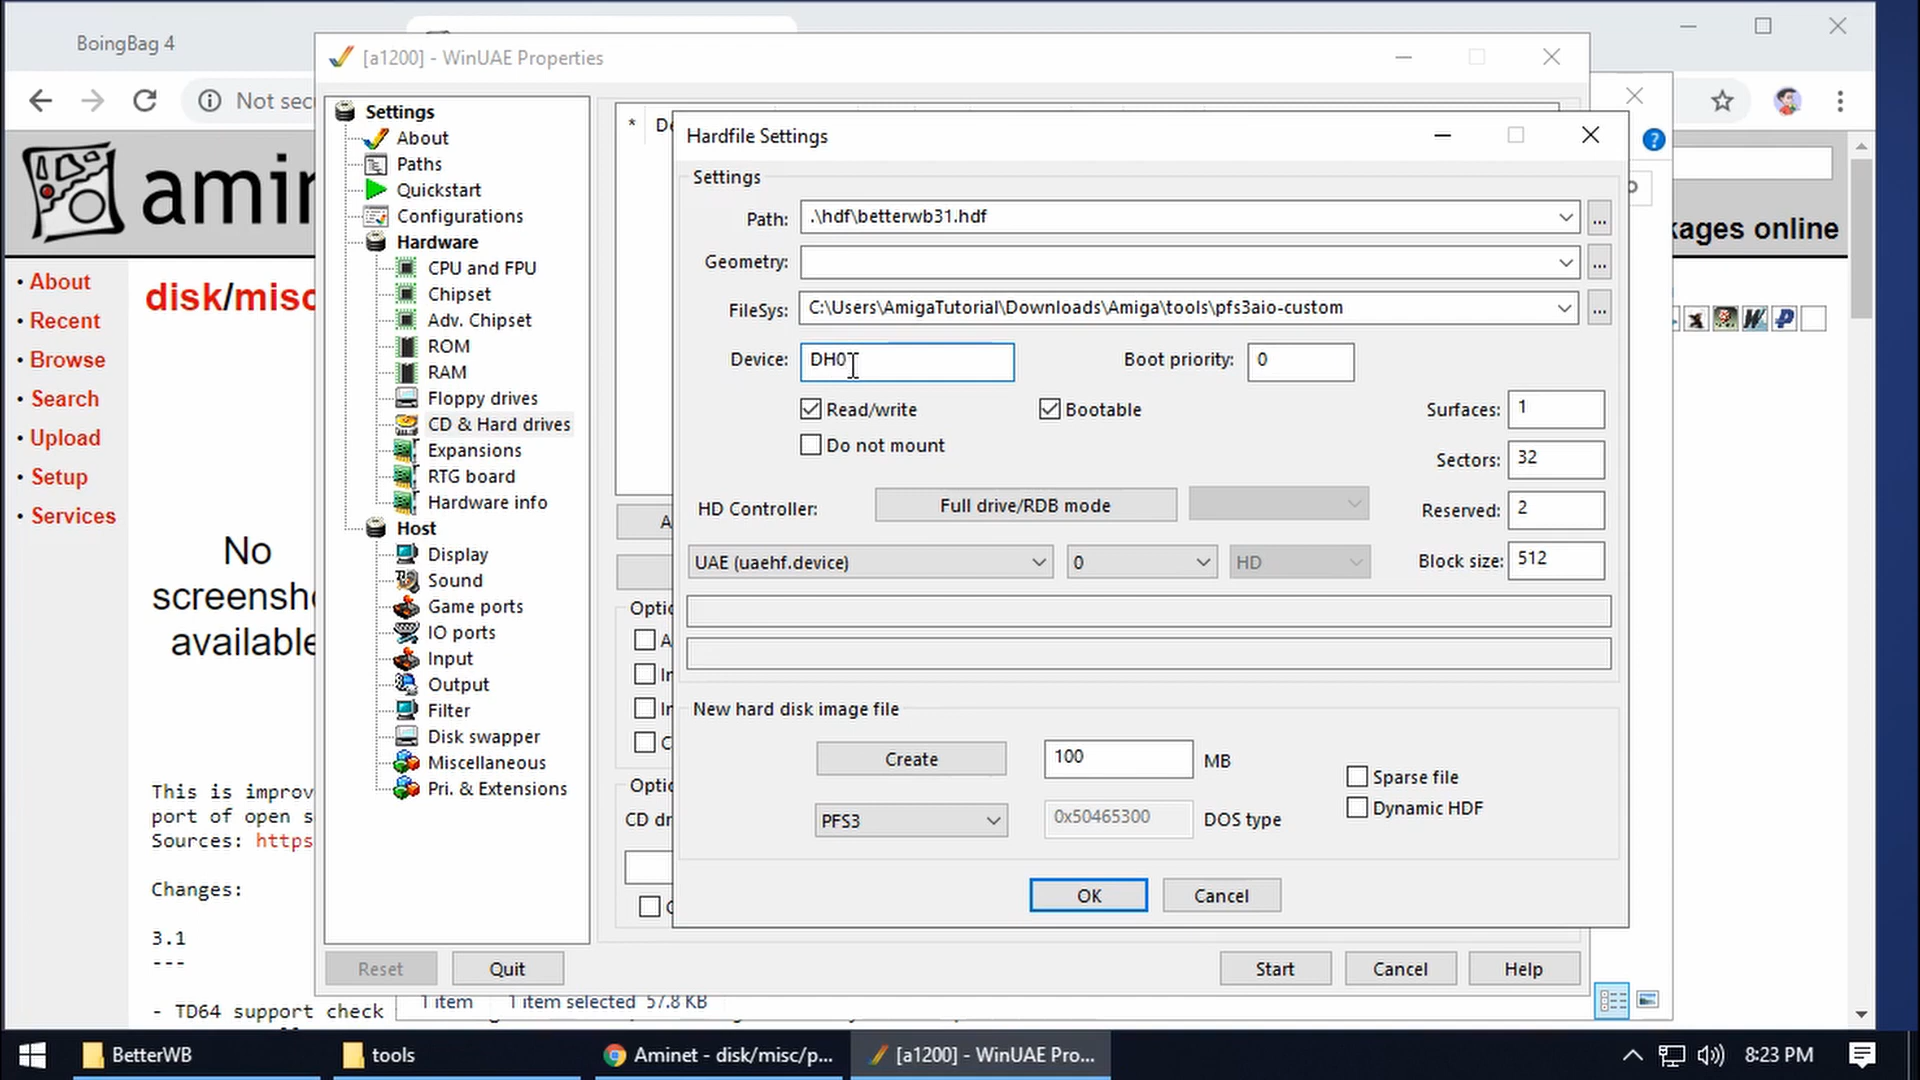 BoingBag 4
[a1200] - WinUAE Properties
Not sec
amin
kages online
About
Recent
Browse
Search
Upload
Setup
Services
disk/misc
No
screensh
available
This is improv
port of open s
Sources: https
Changes:
3.1
---
- TD64 support check
Settings
About
Paths
Quickstart
Configurations
Hardware
CPU and FPU
Chipset
Adv. Chipset
ROM
RAM
Floppy drives
CD & Hard drives
Expansions
RTG board
Hardware info
Host
Display
Sound
Game ports
IO ports
Input
Output
Filter
Disk swapper
Miscellaneous
Pri. & Extensions
* De
A
Optic
A
Ir
Ir
C
Optic
CD dr
C
Hardfile Settings
Settings
Path: .\hdf\betterwb31.hdf ...
Geometry: ...
FileSys: C:\Users\AmigaTutorial\Downloads\Amiga\tools\pfs3aio-custom ...
Device: DH0 Boot priority: 0
Read/write Bootable
Do not mount
Surfaces: 1
Sectors: 32
HD Controller: Full drive/RDB mode
Reserved: 2
UAE (uaehf.device) 0 HD
Block size: 512
New hard disk image file
Create 100 MB
Sparse file
Dynamic HDF
PFS3 0x50465300 DOS type
OK Cancel
Reset Quit Start Cancel Help
1 item 1 item selected 57.8 KB
BetterWB
tools
Aminet - disk/misc/p...
[a1200] - WinUAE Pro...
8:23 PM